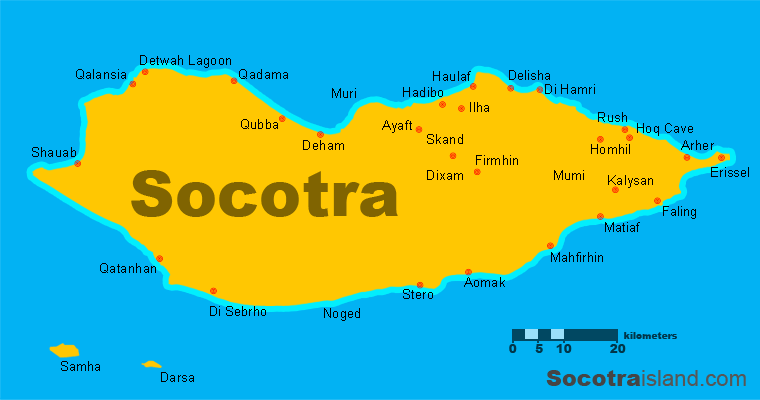 Detwah Lagoon
Qalansia
Qadama
Muri
Haulaf
Delisha
Hadibo
Di Hamri
Ilha
Qubba
Ayaft
Rush
Hoq Cave
Deham
Skand
Homhil
Arher
Shauab
Firmhin
Erissel
Dixam
Mumi
Kalysan
Socotra
Faling
Matiaf
Mahfirhin
Qatanhan
Aomak
Stero
Di Sebrho
Noged
kilometers
0 5 10 20
Samha
Darsa
Socotraisland.com